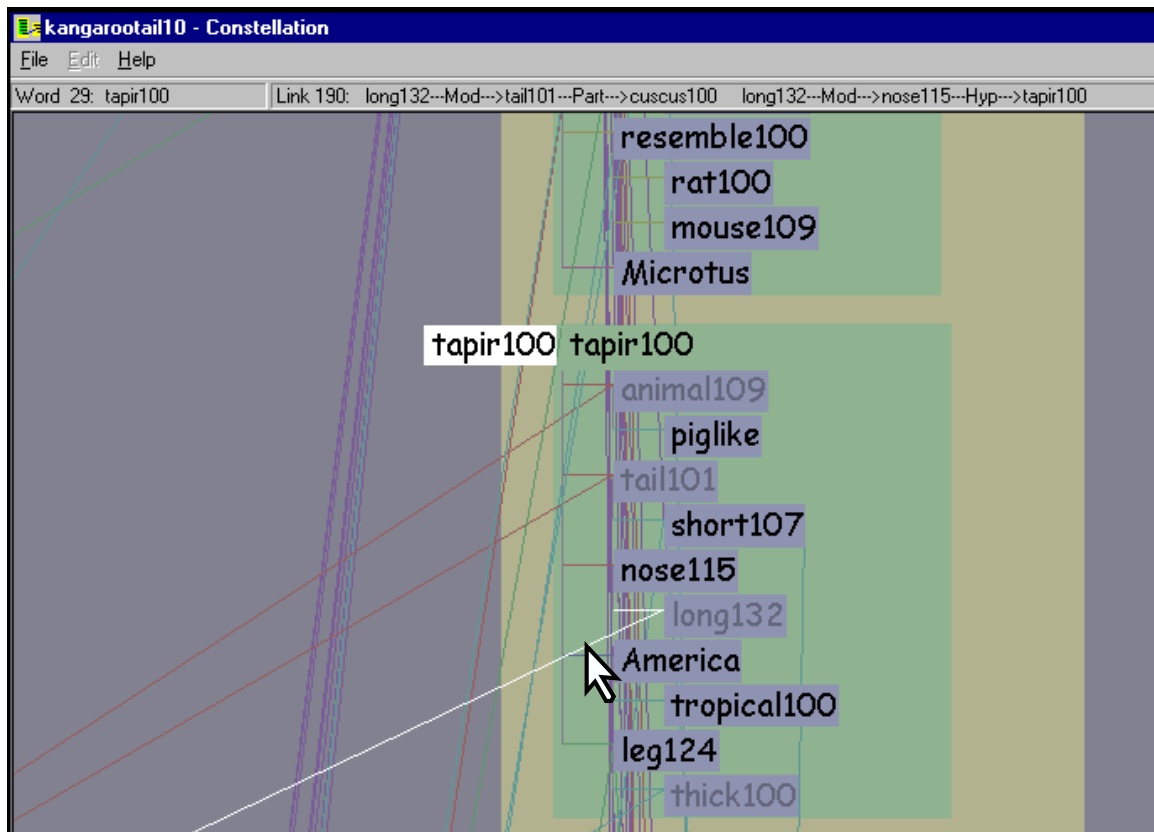 kangarootail10 - Constellation
File Edit Help
Word 29: tapir100 Link 190: long132---Mod--->tail101---Part--->cuscus100 long132---Mod--->nose115---Hyp--->tapir100
resemble100
rat100
mouse109
Microtus
tapir100 tapir100
animal109
piglike
tail101
short107
nose115
long132
America
tropical100
leg124
thick100